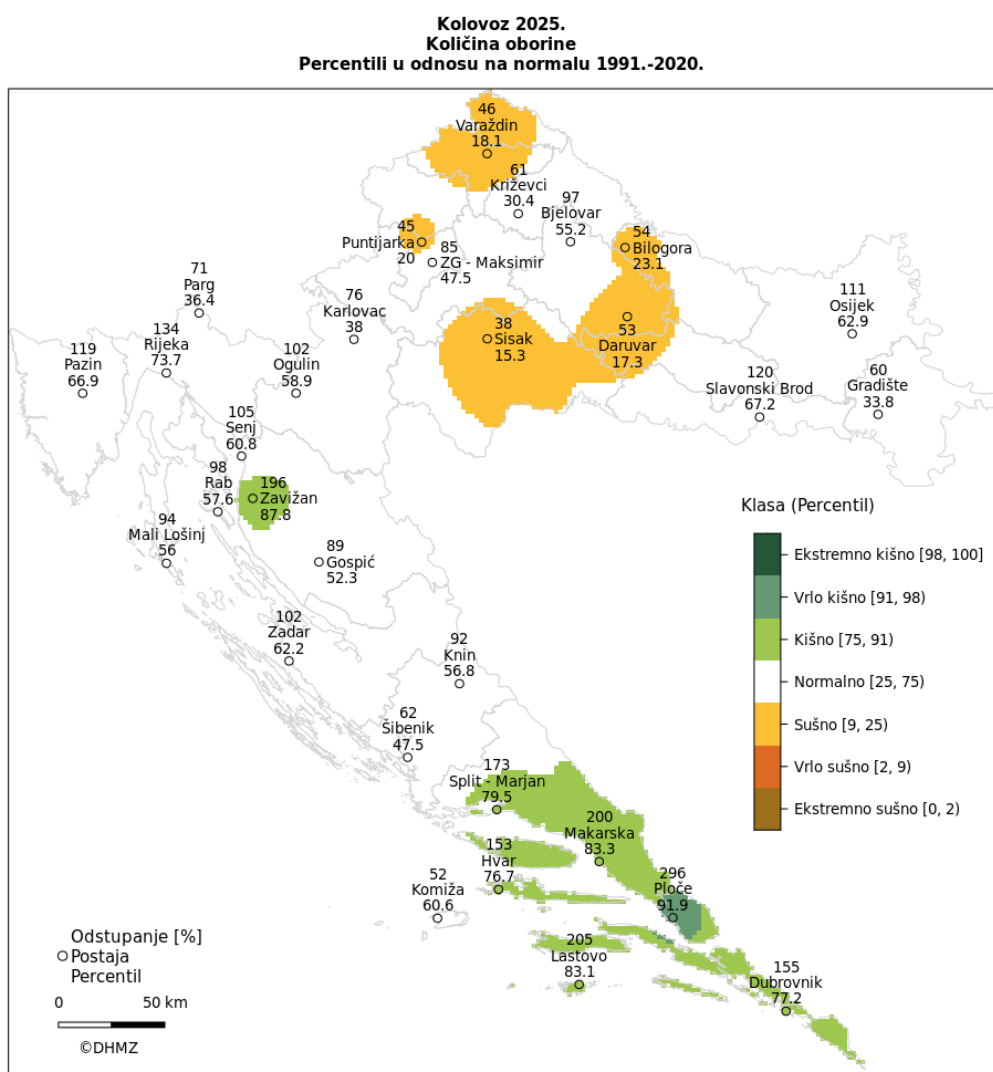 Kolovoz 2025.
Količina oborine
Percentili u odnosu na normalu 1991.-2020.
46
Varaždin
18.1
61
Križevci
30.4
97
Bjelovar
55.2
45
Puntijarka
20
85
ZG - Maksimir
47.5
54
Bilogora
23.1
71
Parg
36.4
76
Karlovac
38
38
Sisak
15.3
53
Daruvar
17.3
111
Osijek
62.9
134
Rijeka
73.7
119
Pazin
66.9
102
Ogulin
58.9
120
Slavonski Brod
67.2
60
Gradište
33.8
105
Senj
60.8
98
Rab
57.6
196
Zavižan
87.8
94
Mali Lošinj
56
89
Gospić
52.3
102
Zadar
62.2
92
Knin
56.8
62
Šibenik
47.5
173
Split - Marjan
79.5
200
Makarska
83.3
153
Hvar
76.7
52
Komiža
60.6
296
Ploče
91.9
205
Lastovo
83.1
155
Dubrovnik
77.2
Klasa (Percentil)
Ekstremno kišno [98, 100]
Vrlo kišno [91, 98)
Kišno [75, 91)
Normalno [25, 75)
Sušno [9, 25)
Vrlo sušno [2, 9)
Ekstremno sušno [0, 2)
Odstupanje [%]
Postaja
Percentil
0 50 km
©DHMZ